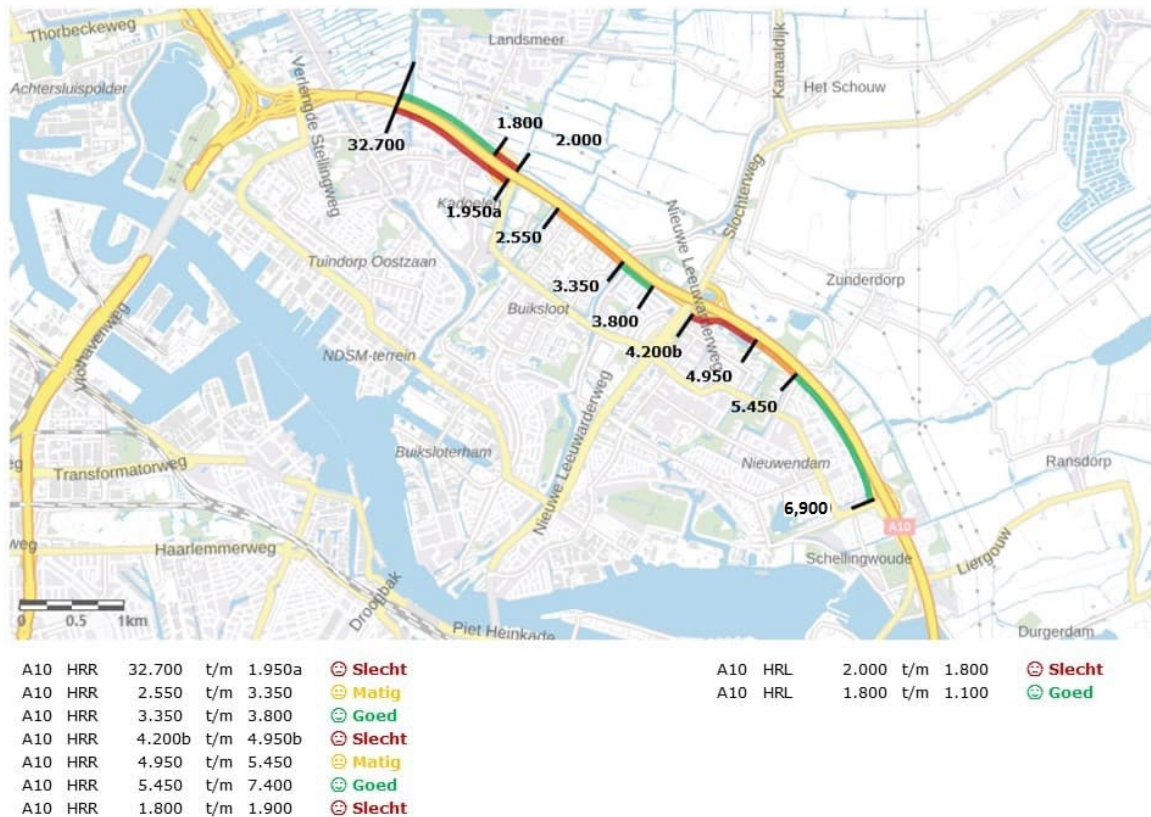 Thorbeckeweg
Landsmeer
Achtersluispolder
Verlengde Stellingweg
Kanaaldijk
Het Schouw
1.800
2.000
32.700
Kadoelen
1.950a
Slochterweg
Nieuwe Leeuwarderweg
2.550
Tuindorp Oostzaan
Zunderdorp
3.350
Buiksloot
3.800
Vlothavenweg
NDSM-terrein
4.200b
4.950
5.450
Buiksloterham
Nieuwe Leeuwarderweg
Nieuwendam
Ransdorp
Transformatorweg
6,900
A10
weg
Haarlemmerweg
Schellingwoude
Liergouw
Droogbak
0 0.5 1km
Piet Heinkade
Durgerdam
A10 HRR 32.700 t/m 1.950a Slecht
A10 HRR 2.550 t/m 3.350 Matig
A10 HRR 3.350 t/m 3.800 Goed
A10 HRR 4.200b t/m 4.950b Slecht
A10 HRR 4.950 t/m 5.450 Matig
A10 HRR 5.450 t/m 7.400 Goed
A10 HRR 1.800 t/m 1.900 Slecht
A10 HRL 2.000 t/m 1.800 Slecht
A10 HRL 1.800 t/m 1.100 Goed